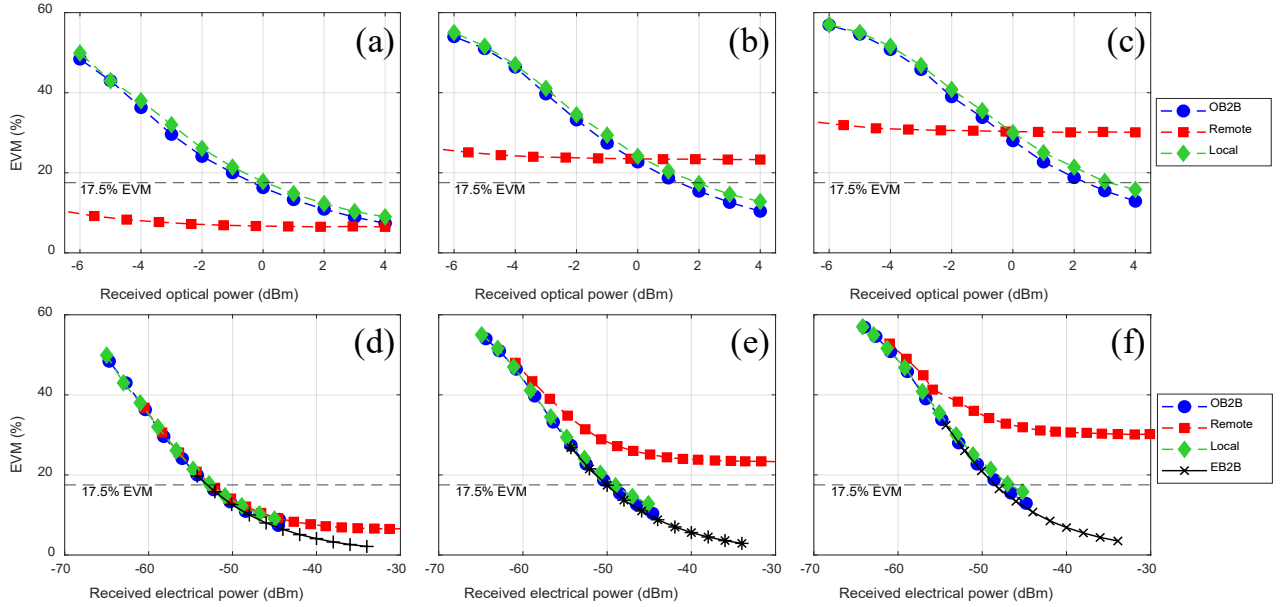 60
40
20
0
EVM (%)
(a)
17.5% EVM
-6
-4
-2
0
2
4
Received optical power (dBm)
(b)
17.5% EVM
-6
-4
-2
0
2
4
Received optical power (dBm)
(c)
17.5% EVM
-6
-4
-2
0
2
4
Received optical power (dBm)
OB2B
Remote
Local
60
40
20
0
EVM (%)
(d)
17.5% EVM
-70
-60
-50
-40
-30
Received electrical power (dBm)
(e)
17.5% EVM
-70
-60
-50
-40
-30
Received electrical power (dBm)
(f)
17.5% EVM
-70
-60
-50
-40
-30
Received electrical power (dBm)
OB2B
Remote
Local
EB2B